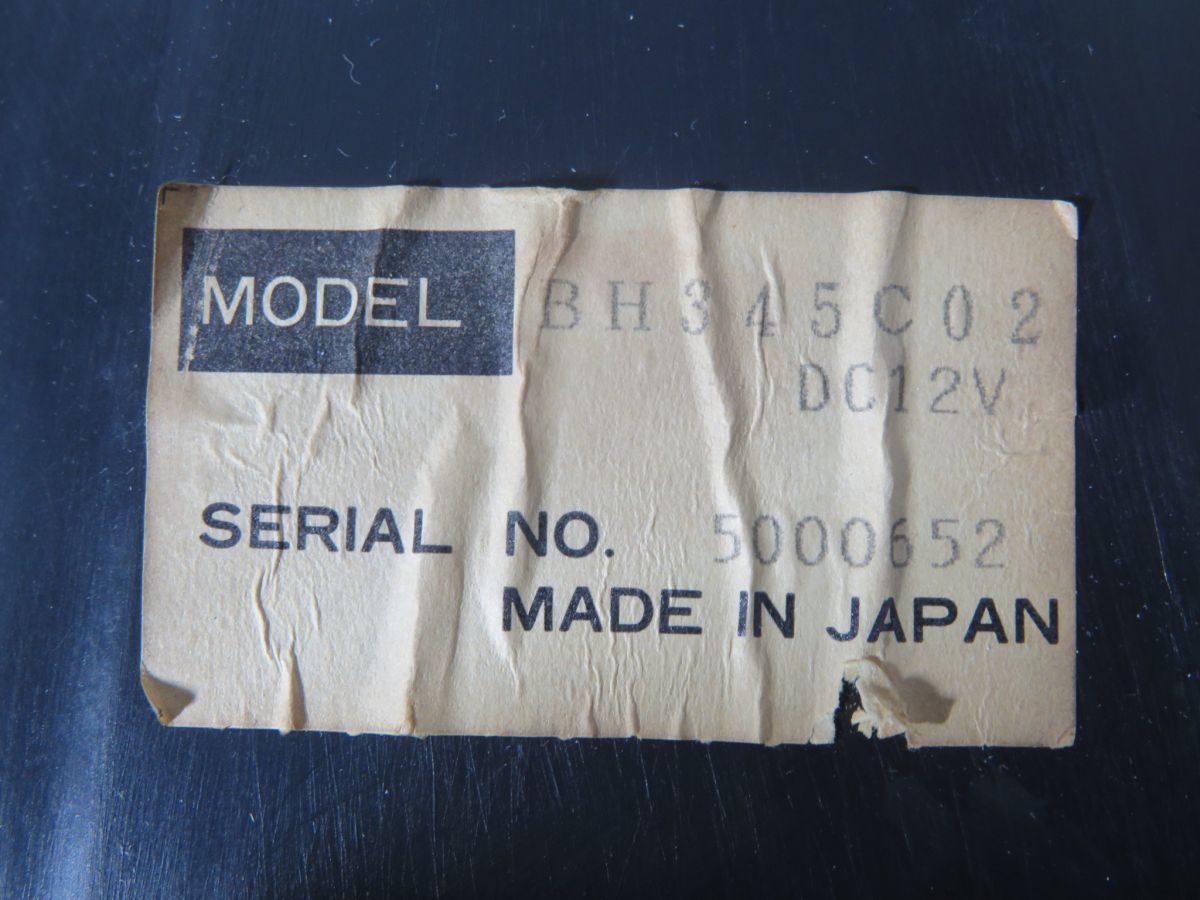 MODEL BH345C02
DC12V
SERIAL NO. 5000652
MADE IN JAPAN